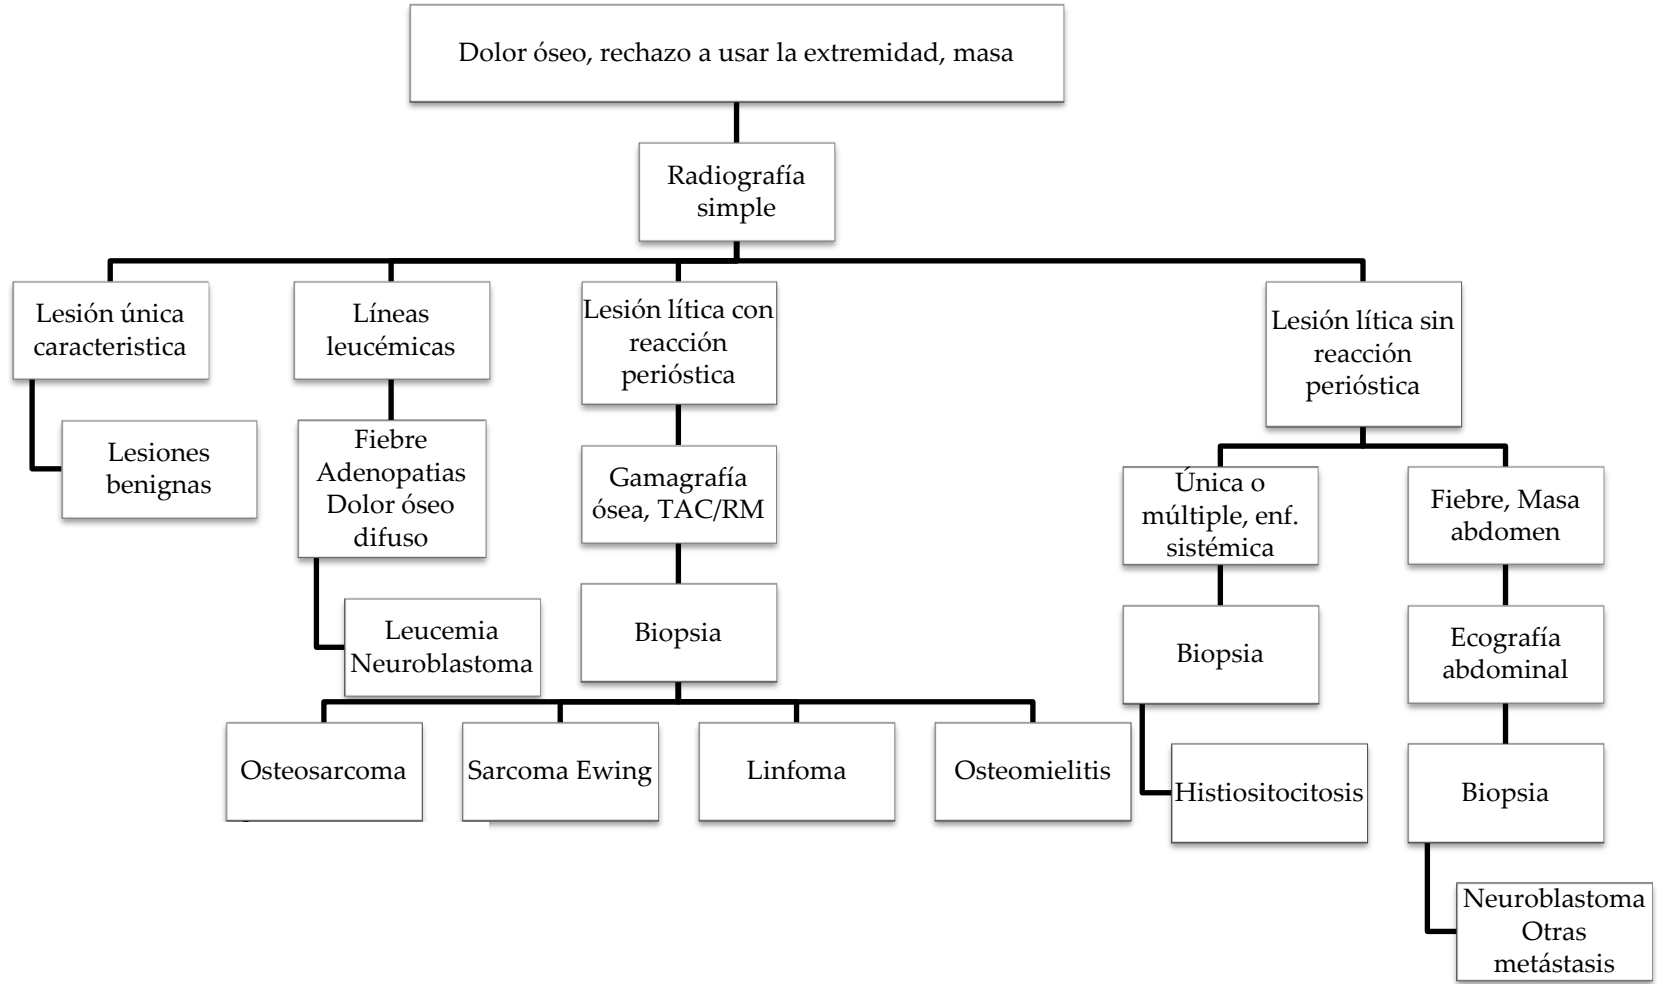 Dolor óseo, rechazo a usar la extremidad, masa
Radiografía
simple
Lesión única
caracteristica
Lesiones
benignas
Líneas
leucémicas
Fiebre
Adenopatias
Dolor óseo
difuso
Leucemia
Neuroblastoma
Lesión lítica con
reacción
perióstica
Gamagrafía
ósea, TAC/RM
Biopsia
Osteosarcoma
Sarcoma Ewing
Linfoma
Osteomielitis
Lesión lítica sin
reacción
perióstica
Única o
múltiple, enf.
sistémica
Biopsia
Histiositocitosis
Fiebre, Masa
abdomen
Ecografía
abdominal
Biopsia
Neuroblastoma
Otras
metástasis